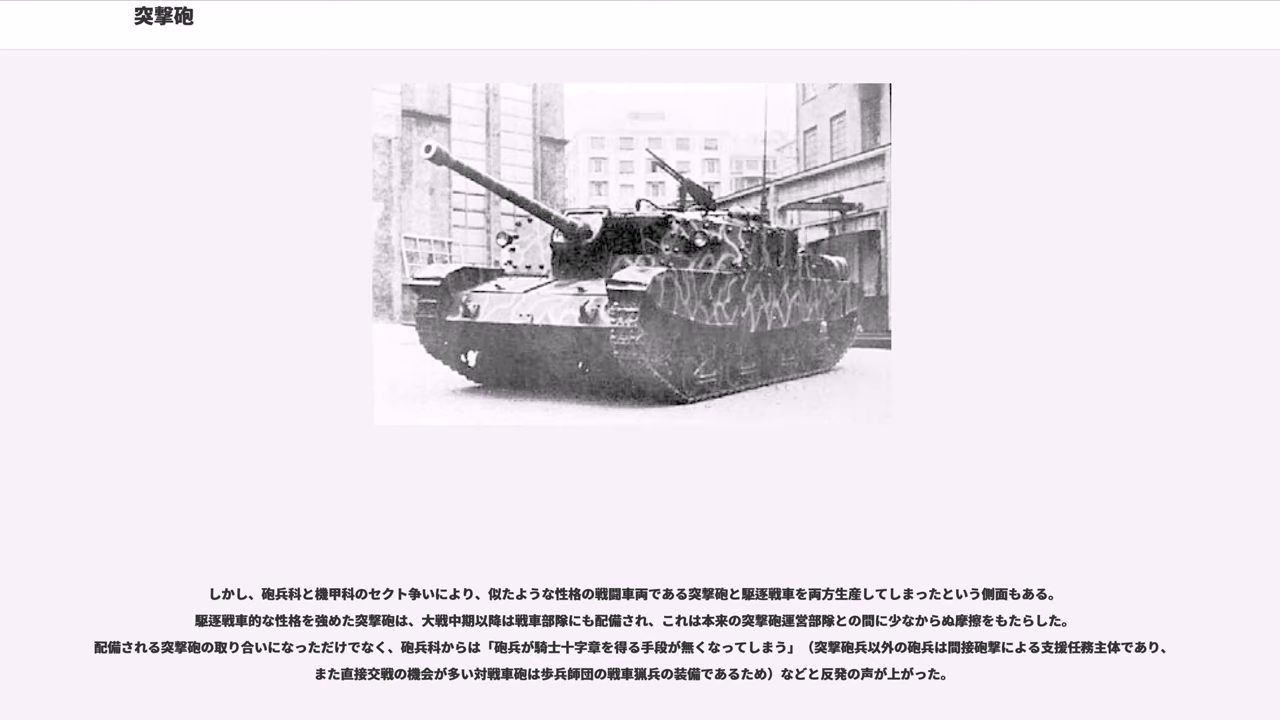 突撃砲
しかし、砲兵科と機甲科のセクト争いにより、似たような性格の戦闘車両である突撃砲と駆逐戦車を両方生産してしまったという側面もある。
駆逐戦車的な性格を強めた突撃砲は、大戦中期以降は戦車部隊にも配備され、これは本来の突撃砲運営部隊との間に少なからぬ摩擦をもたらした。
配備される突撃砲の取り合いになっただけでなく、砲兵科からは「砲兵が騎士十字章を得る手段が無くなってしまう」（突撃砲兵以外の砲兵は間接砲撃による支援任務主体であり、
また直接交戦の機会が多い対戦車砲は歩兵師団の戦車猟兵の装備であるため）などと反発の声が上がった。